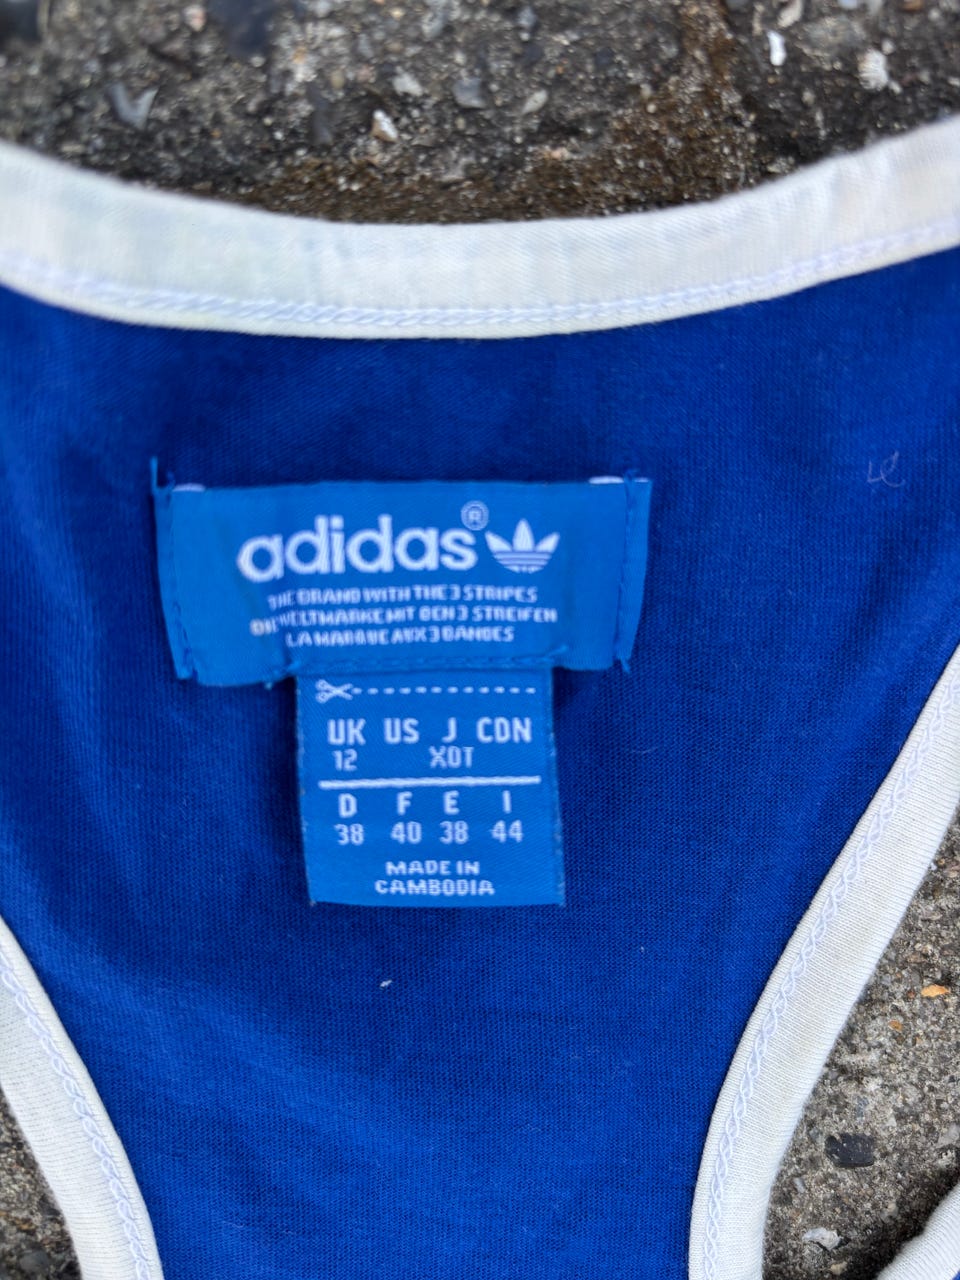 adidas®
THE BRAND WITH THE 3 STRIPES
DIE WELTMARKE MIT DEN 3 STREIFEN
LA MARQUE AUX 3 BANDES
UK US J CDN
12 XOT
D F E I
38 40 38 44
MADE IN
CAMBODIA